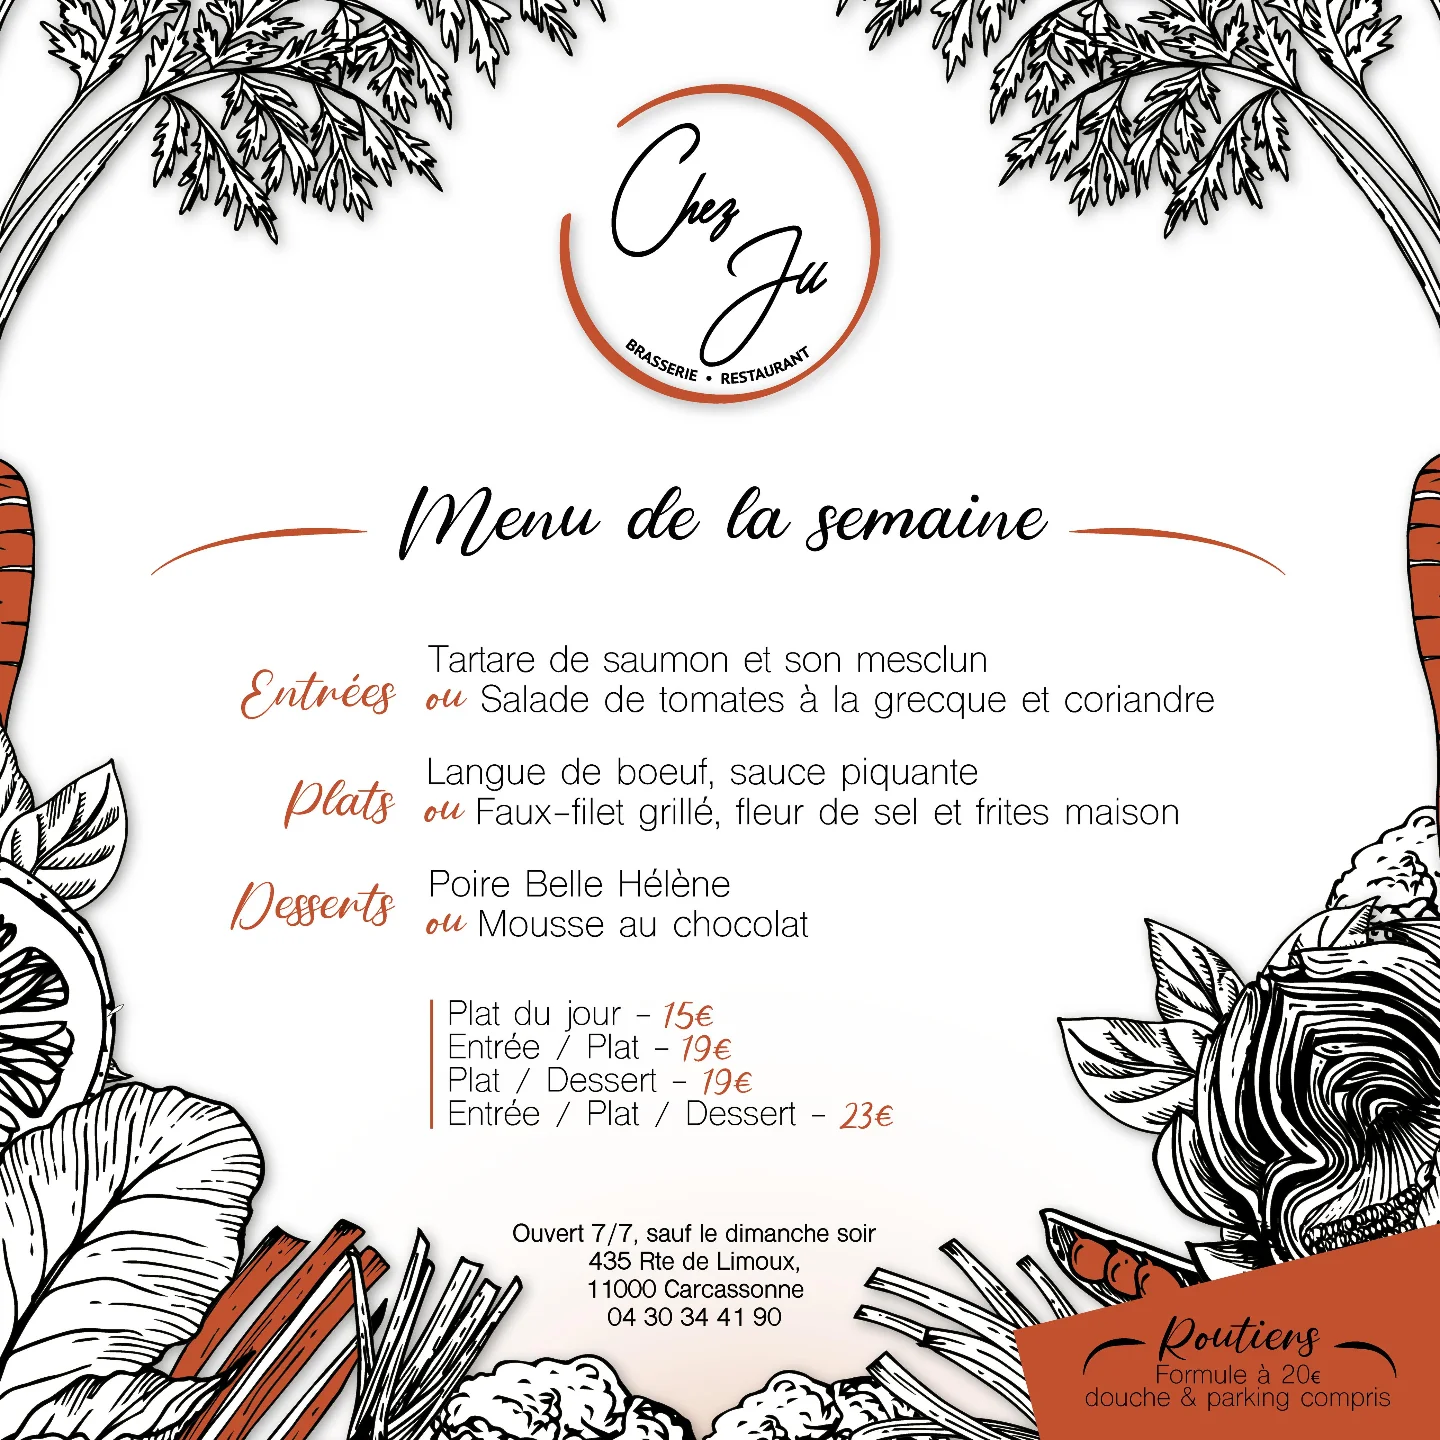 Chez
Ju
BRASSERIE • RESTAURANT
Menu de la semaine
Entrées
Tartare de saumon et son mesclun
ou Salade de tomates à la grecque et coriandre
Plats
Langue de boeuf, sauce piquante
ou Faux-filet grillé, fleur de sel et frites maison
Desserts
Poire Belle Hélène
ou Mousse au chocolat
Plat du jour - 15€
Entrée / Plat - 19€
Plat / Dessert - 19€
Entrée / Plat / Dessert - 23€
Ouvert 7/7, sauf le dimanche soir
435 Rte de Limoux,
11000 Carcassonne
04 30 34 41 90
Routiers
Formule à 20€
douche & parking compris